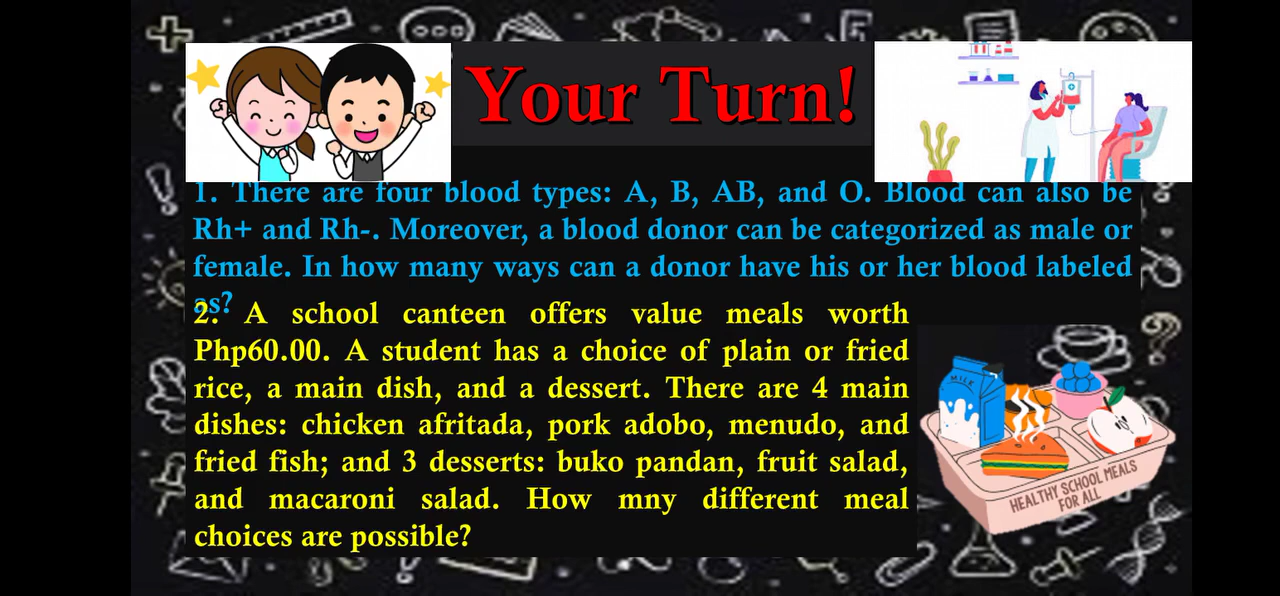 Your Turn!
1. There are four blood types: A, B, AB, and O. Blood can also be
Rh+ and Rh-. Moreover, a blood donor can be categorized as male or
female. In how many ways can a donor have his or her blood labeled
as?
2. A school canteen offers value meals worth
Php60.00. A student has a choice of plain or fried
rice, a main dish, and a dessert. There are 4 main
dishes: chicken afritada, pork adobo, menudo, and
fried fish; and 3 desserts: buko pandan, fruit salad,
and macaroni salad. How mny different meal
choices are possible?
MILK
HEALTHY SCHOOL MEALS
FOR ALL